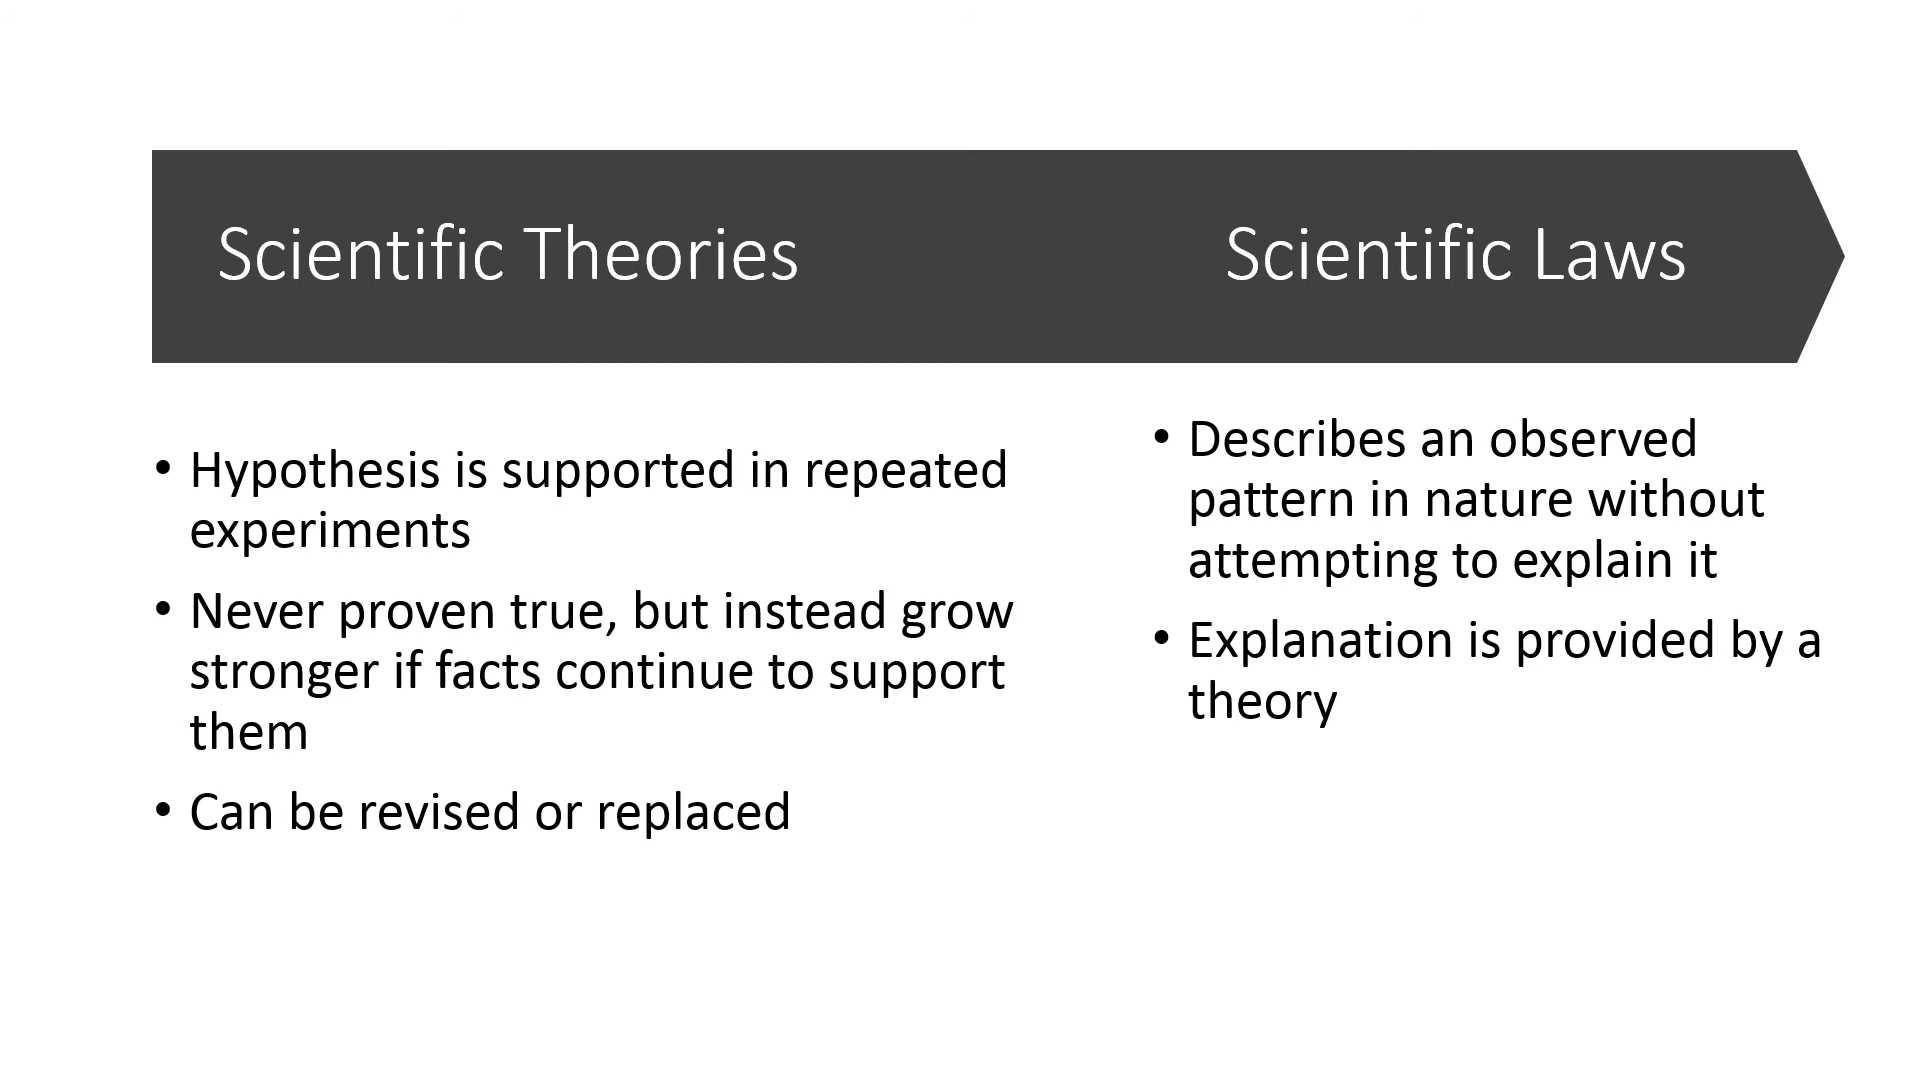 Scientific Theories
Scientific Laws
• Hypothesis is supported in repeated
experiments
• Never proven true, but instead grow
stronger if facts continue to support
them
• Can be revised or replaced
• Describes an observed
pattern in nature without
attempting to explain it
• Explanation is provided by a
theory